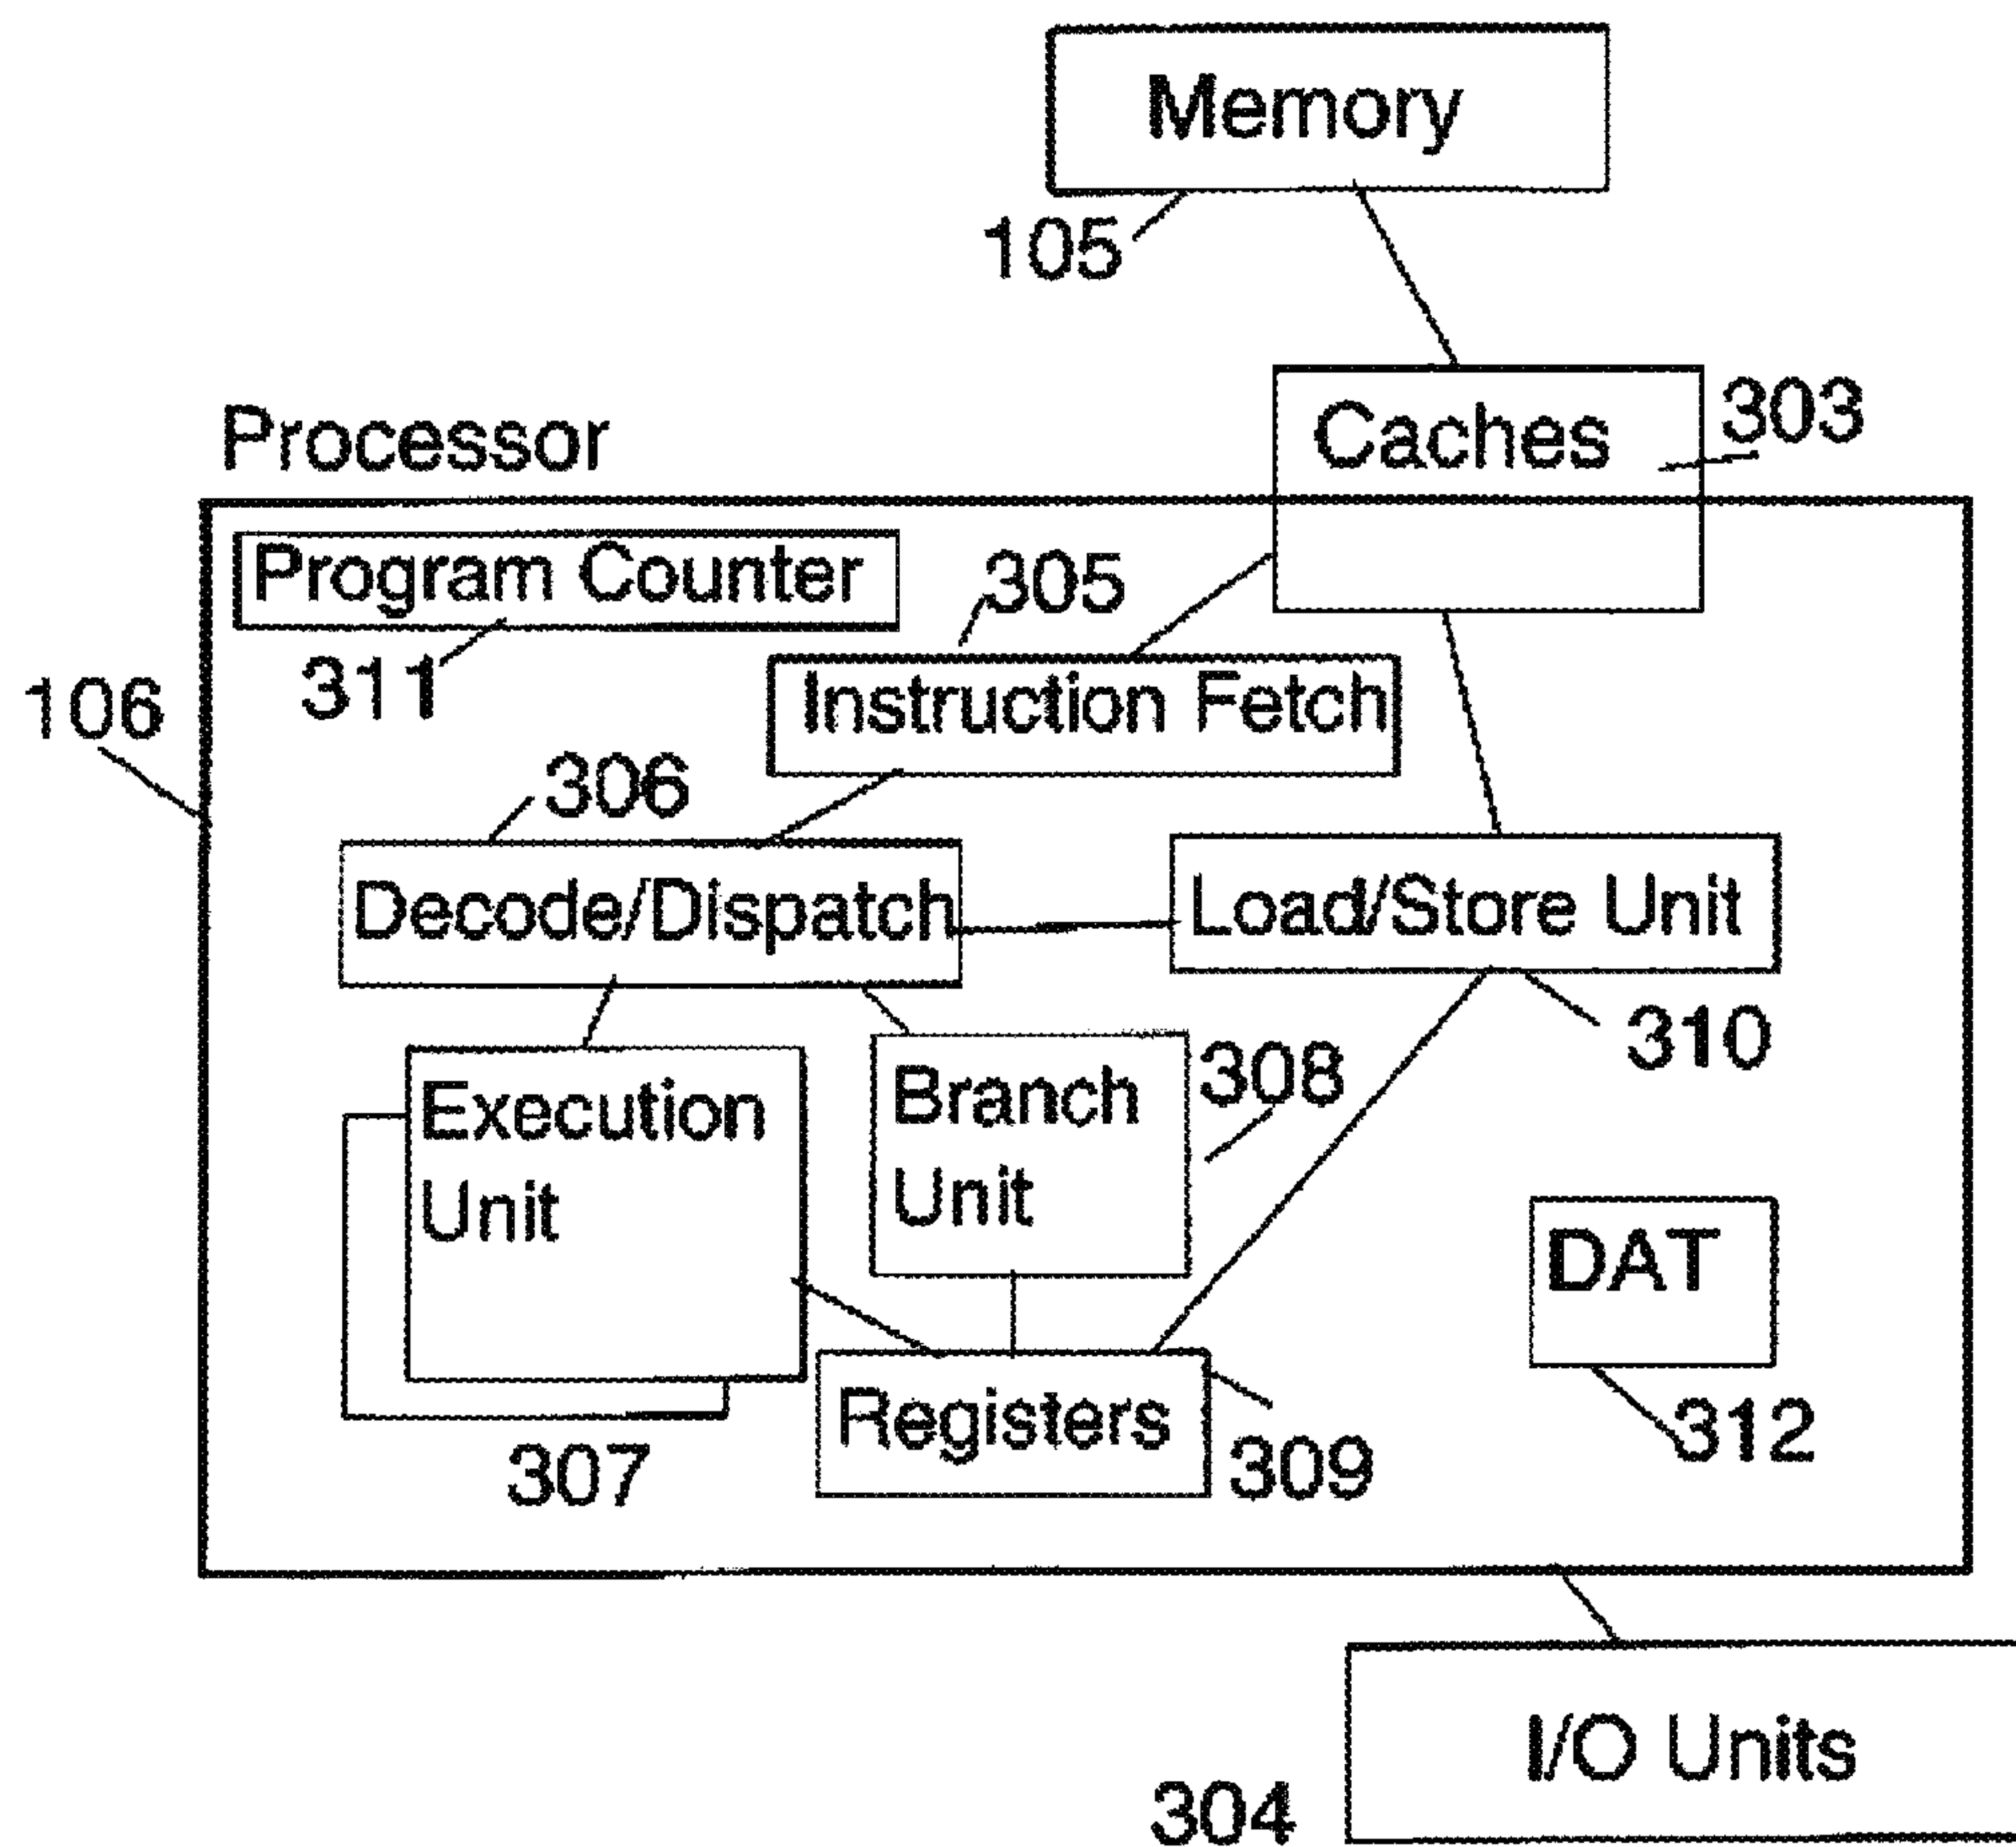 Memory
105
Caches
303
Processor
Program Counter
305
311
Instruction Fetch
106
306
Decode/Dispatch
Load/Store Unit
310
Execution
Unit
Branch
Unit
308
DAT
Registers
312
307
309
I/O Units
304